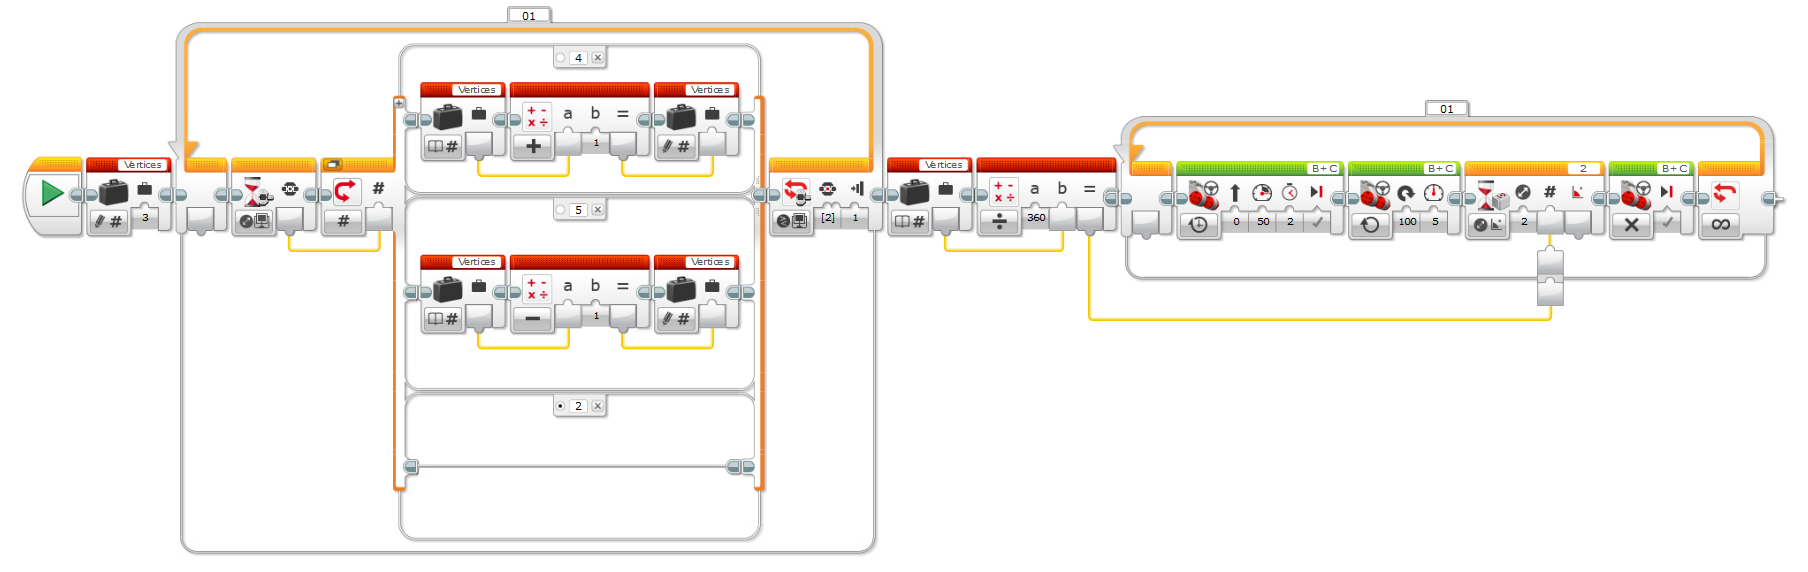 01
4
Vertices
Vertices
a b =
1
#
+
#
01
Vertices
3
#
#
#
5
Vertices
Vertices
a b =
1
#
−
#
2
[2] 1
Vertices
#
a b =
360
÷
B+C
0 50 2
B+C
100 5
2
#
2
B+C
∞